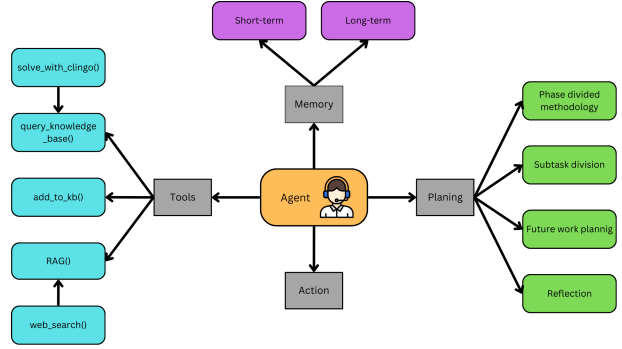 Short-term
Long-term
solve_with_clingo()
Memory
Phase divided
methodology
query_knowledge
_base()
Subtask division
add_to_kb()
Tools
Agent
Planing
Future work plannig
RAG()
Action
Reflection
web_search()